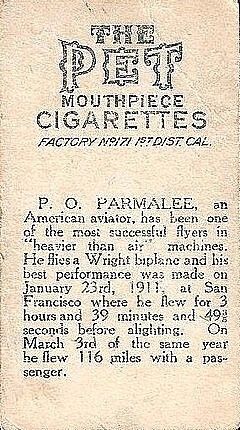 THE
PET
MOUTHPIECE
CIGARETTES
FACTORY Nº 171 1ST DIST. CAL.
P. O. PARMALEE, an
American aviator, has been one
of the most successful flyers in
"heavier than air" machines.
He flies a Wright biplane and his
best performance was made on
January 23rd, 1911, at San
Francisco where he flew for 3
hours and 39 minutes and 49⅗
seconds before alighting. On
March 3rd of the same year
he flew 116 miles with a pas-
senger.